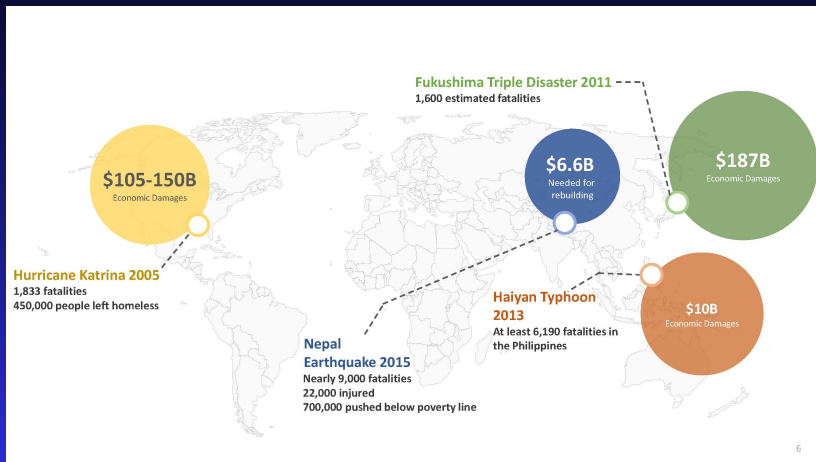 Fukushima Triple Disaster 2011
1,600 estimated fatalities
$105-150B
Economic Damages
$6.6B
Needed for
rebuilding
$187B
Economic Damages
Hurricane Katrina 2005
1,833 fatalities
450,000 people left homeless
Haiyan Typhoon
2013
At least 6,190 fatalities in
the Philippines
$10B
Economic Damages
Nepal
Earthquake 2015
Nearly 9,000 fatalities
22,000 injured
700,000 pushed below poverty line
6